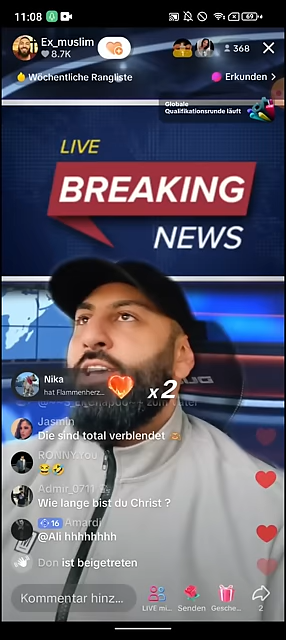 11:08
69
Ex_muslim
8.7K
368
Wöchentliche Rangliste
Erkunden >
Globale
Qualifikationsrunde läuft
LIVE
BREAKING
NEWS
Nika
hat Flammenherz...
x2
Jasmin
Die sind total verblendet
RONNY.You
Admir_0711
Wie lange bist du Christ ?
16 Amardi
@Ali hhhhhhhh
Don ist beigetreten
Kommentar hinz...
LIVE mi...
Senden
Gesche...
2